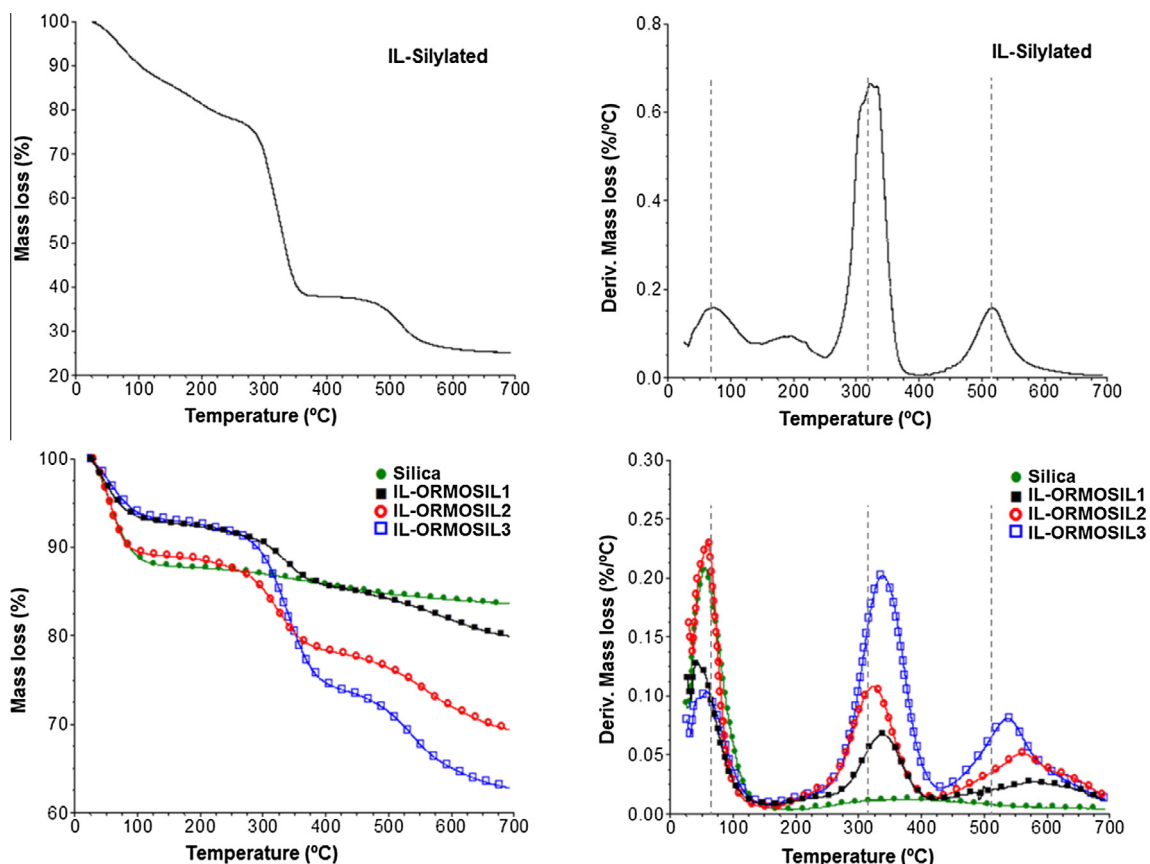 IL-Silylated
Mass loss (%)
100
90
80
70
60
50
40
30
20
0 100 200 300 400 500 600 700
Temperature (ºC)
IL-Silylated
Deriv. Mass loss (%/ºC)
0.8
0.6
0.4
0.2
0.0
0 100 200 300 400 500 600 700
Temperature (ºC)
Silica
IL-ORMOSIL1
IL-ORMOSIL2
IL-ORMOSIL3
Mass loss (%)
100
90
80
70
60
0 100 200 300 400 500 600 700
Temperature (ºC)
Silica
IL-ORMOSIL1
IL-ORMOSIL2
IL-ORMOSIL3
Deriv. Mass loss (%/ºC)
0.30
0.25
0.20
0.15
0.10
0.05
0.00
0 100 200 300 400 500 600 700
Temperature (ºC)